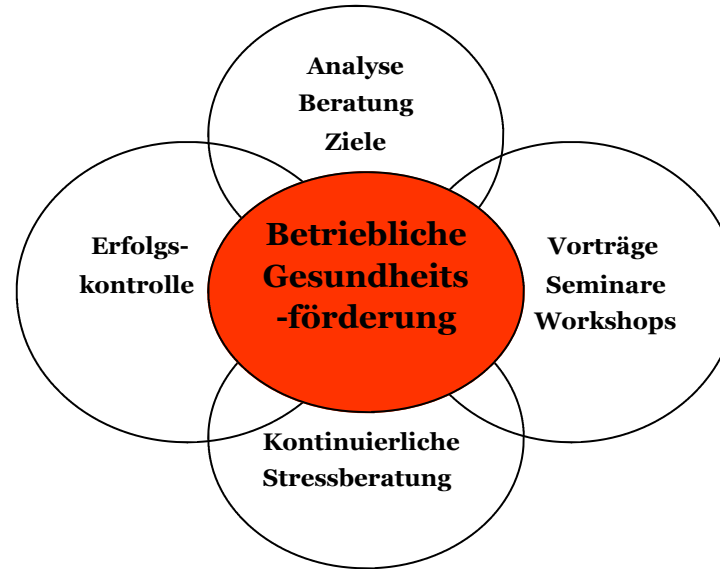 Analyse
Beratung
Ziele
Erfolgs-
kontrolle
Betriebliche
Gesundheits
-förderung
Vorträge
Seminare
Workshops
Kontinuierliche
Stressberatung